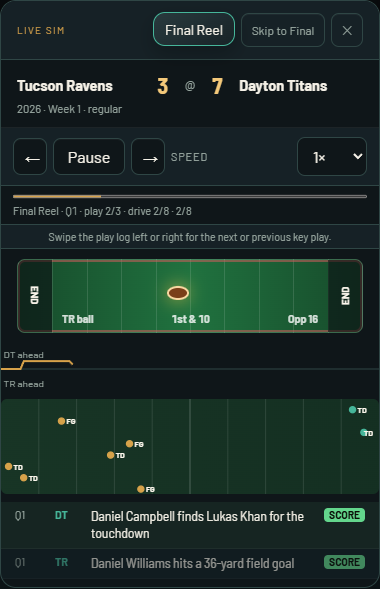 LIVE SIM
Final Reel
Skip to Final
×
Tucson Ravens
3 @ 7
Dayton Titans
2026 · Week 1 · regular
← Pause → SPEED 1×
Final Reel · Q1 · play 2/3 · drive 2/8 · 2/8
Swipe the play log left or right for the next or previous key play.
END
END
TR ball
1st & 10
Opp 16
DT ahead
TR ahead
TD
FG
TD
FG
TD
TD
TD
FG
Q1 DT Daniel Campbell finds Lukas Khan for the SCORE
touchdown
Q1 TR Daniel Williams hits a 36-yard field goal SCORE